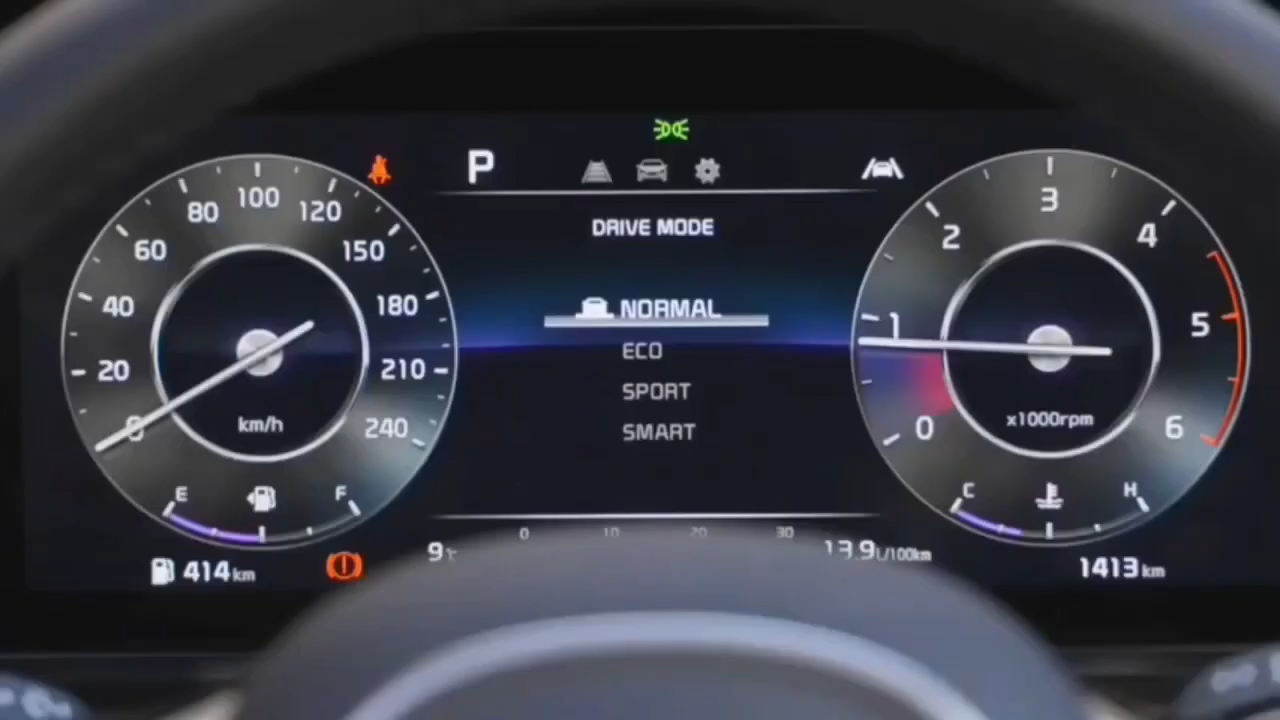 P
DRIVE MODE
NORMAL
ECO
SPORT
SMART
0 20 40 60 80 100 120 150 180 210 240
km/h
E F
0 1 2 3 4 5 6
x1000rpm
C H
0 10 20 30
414 km
9°C
13.9 L/100km
1413 km